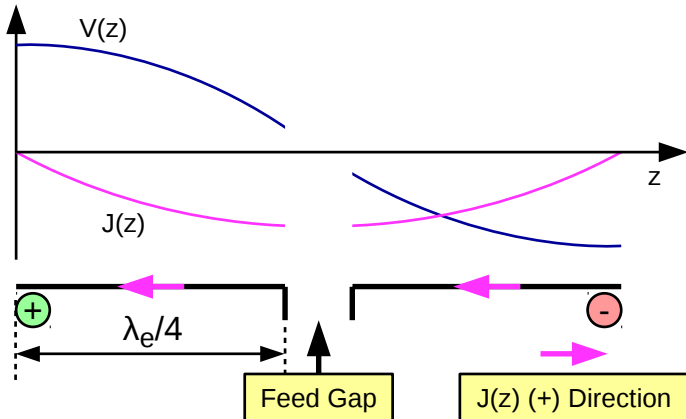 V(z)
z
J(z)
+
-
λe/4
Feed Gap
J(z) (+) Direction